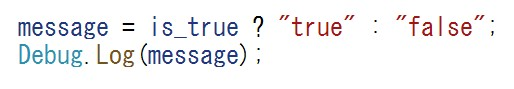 message = is_true ? "true" : "false";
Debug.Log(message);